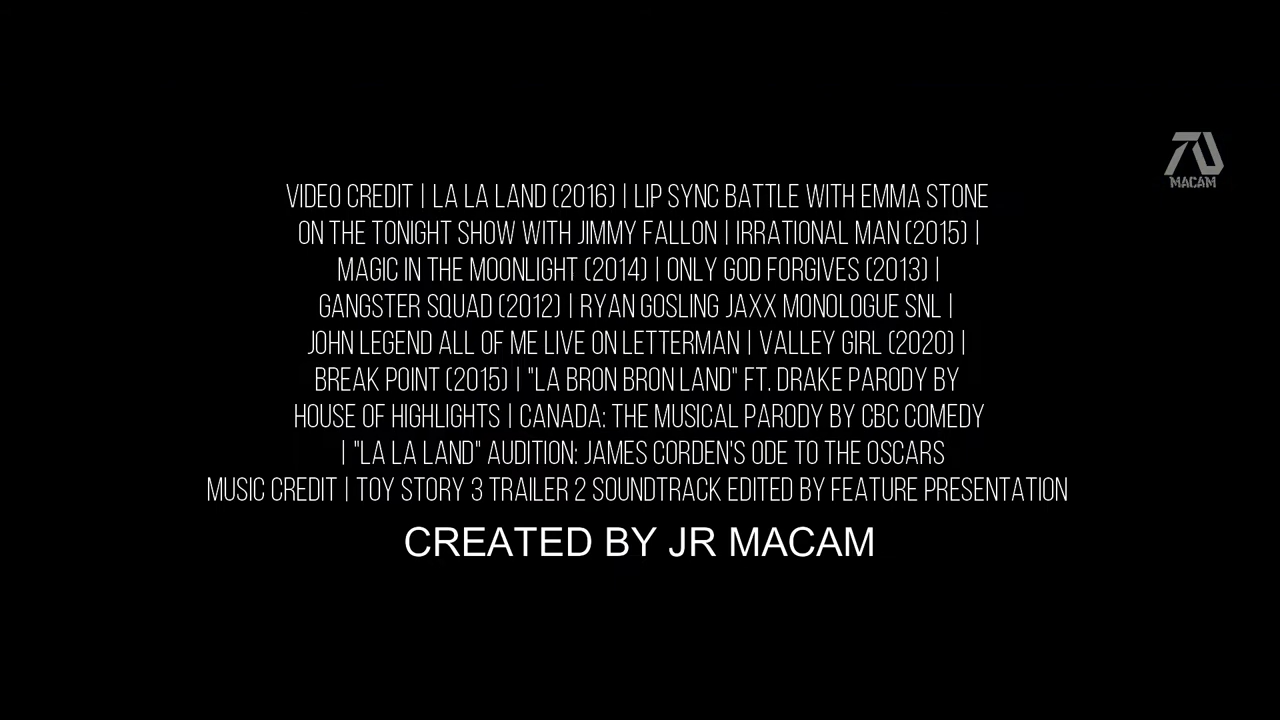 MACAM
VIDEO CREDIT | LA LA LAND (2016) | LIP SYNC BATTLE WITH EMMA STONE
ON THE TONIGHT SHOW WITH JIMMY FALLON | IRRATIONAL MAN (2015) |
MAGIC IN THE MOONLIGHT (2014) | ONLY GOD FORGIVES (2013) |
GANGSTER SQUAD (2012) | RYAN GOSLING JAXX MONOLOGUE SNL |
JOHN LEGEND ALL OF ME LIVE ON LETTERMAN | VALLEY GIRL (2020) |
BREAK POINT (2015) | "LA BRON BRON LAND" FT. DRAKE PARODY BY
HOUSE OF HIGHLIGHTS | CANADA: THE MUSICAL PARODY BY CBC COMEDY
| "LA LA LAND" AUDITION: JAMES CORDEN'S ODE TO THE OSCARS
MUSIC CREDIT | TOY STORY 3 TRAILER 2 SOUNDTRACK EDITED BY FEATURE PRESENTATION
CREATED BY JR MACAM